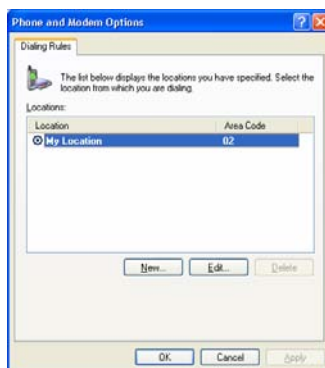 Phone and Modem Options
Dialing Rules
The list below displays the locations you have specified. Select the
location from which you are dialing.
Locations:
Location Area Code
My Location 02
New... Edit... Delete
OK Cancel Apply